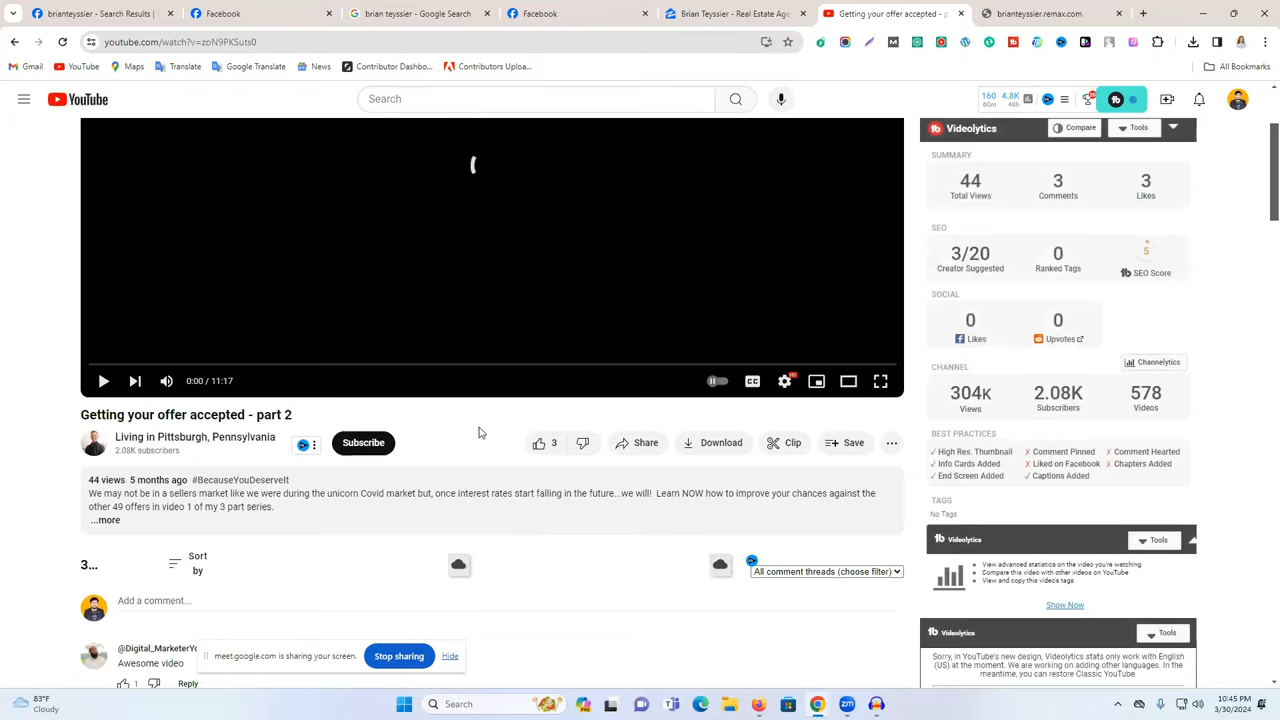 brianteyssier - Search Results
Facebook
brian teyssier - Google Search
Facebook
Brian Teyssier - Real Estate Age
Getting your offer accepted - p
brianteyssier.remax.com
youtube.com/watch?v=zoN9PKSdts0
Gmail
YouTube
Maps
Translate
Google Translate
News
Contributor Dashbo...
Contributors Uploa...
All Bookmarks
YouTube
Search
160 4.8K
60m 48h
Videolytics
Compare
Tools
SUMMARY
44 3 3
Total Views Comments Likes
SEO
3/20 0 5
Creator Suggested Ranked Tags SEO Score
SOCIAL
0 0
Likes Upvotes
Channelytics
CHANNEL
304K 2.08K 578
Views Subscribers Videos
BEST PRACTICES
√ High Res. Thumbnail X Comment Pinned X Comment Hearted
√ Info Cards Added X Liked on Facebook X Chapters Added
√ End Screen Added √ Captions Added
TAGS
No Tags
Videolytics
Tools
View advanced statistics on the video you're watching
Compare this video with other videos on YouTube
View and copy this video's tags
Show Now
Videolytics
Tools
Sorry, in YouTube's new design, Videolytics stats only work with English
(US) at the moment. We are working on adding other languages. In the
meantime, you can restore Classic YouTube.
0:00 / 11:17
HD
CC
Getting your offer accepted - part 2
Living in Pittsburgh, Pennsylvania
2.08K subscribers
Subscribe
3
Share
Download
Clip
Save
44 views 5 months ago #BecauseYouDeserveIt
We may not be in a sellers market like we were during the unicorn Covid market but, once interest rates start falling in the future...we will! Learn NOW how to improve your chances against the
other 49 offers in video 1 of my 3 part series.
...more
3...
Sort
by
All comment threads (choose filter)
Add a comment...
@Digital_MarketerYo
Awesome video
1
Reply
meet.google.com is sharing your screen.
Stop sharing
Hide
83°F
Cloudy
Search
10:45 PM
3/30/2024